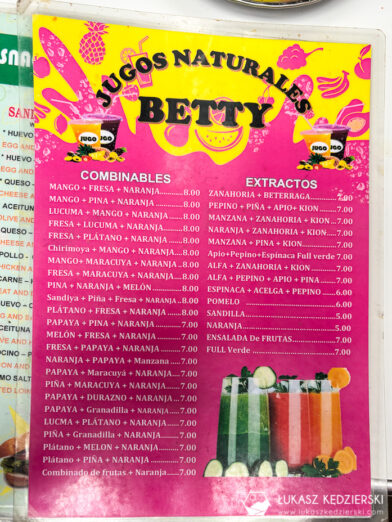 JUGOS NATURALES
BETTY
JUGO
JUGO
JUGO
JUGO
COMBINABLES
MANGO + FRESA + NARANJA............8.00
MANGO + PINA + NARANJA..............8.00
LUCUMA + MANGO + NARANJA........8.00
FRESA + LUCUMA + NARANJA..........8.00
FRESA + PLÁTANO + NARANJA.........8.00
Chirimoya + MANGO + NARANJA......8.00
MANGO+ MARACUYA + NARANJA......8.00
FRESA + MARACUYA + NARANJA.......8.00
PINA + NARANJA + MELÓN..............8.00
Sandiya + Piña + Fresa + NARANJA...8.00
PLÁTANO + FRESA + NARANJA..........8.00
PAPAYA + PINA + NARANJA.............7.00
MELÓN + FRESA + NARANJA............7.00
FRESA + PAPAYA + NARANJA...........7.00
NARANJA + PAPAYA + Manzana........7.00
PAPAYA + Maracuyá + NARANJA.......7.00
PIÑA + MARACUYA + NARANJA.........7.00
PAPAYA + DURAZNO + NARANJA.......7.00
PAPAYA + Granadilla + NARANJA......7.00
LUCMA + PLÁTANO + NARANJA.........7.00
PIÑA + Granadilla + NARANJA..........7.00
Plátano + MELON + NARANJA............7.00
Plátano + PIÑA + NARANJA...............7.00
Combinado de frutas + Naranja.......7.00
EXTRACTOS
ZANAHORIA + BETERRAGA.............7.00
PEPINO + PIÑA + APIO+ KION..........7.00
MANZANA + ZANAHORIA + KION.......7.00
NARANJA + ZANAHORIA + KION........7.00
MANZANA + PINA + KION...............7.00
Apio+Pepino+Espinaca Full verde 7.00
ALFA + ZANAHORIA + KION............7.00
ALFA + PEPINO + APIO + PINA........7.00
ESPINACA + ACELGA + PEPINO........6.00
POMELO....................................6.00
SANDILLA..................................5.00
NARANJA...................................5.00
ENSALADA De FRUTAS..................7.00
FULL Verde................................7.00
ŁUKASZ KEDZIERSKI
WWW.LUKASZKEDZIERSKI.COM